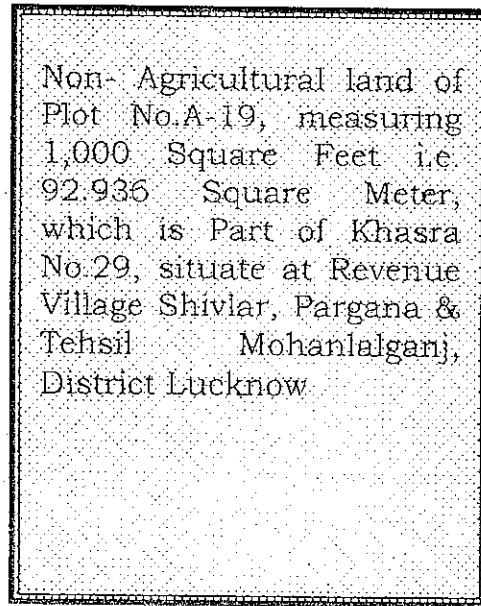 Non- Agricultural land of
Plot No.A-19, measuring
1,000 Square Feet i.e.
92.936 Square Meter,
which is Part of Khasra
No.29, situate at Revenue
Village Shivlar, Pargana &
Tehsil Mohanlalganj,
District Lucknow